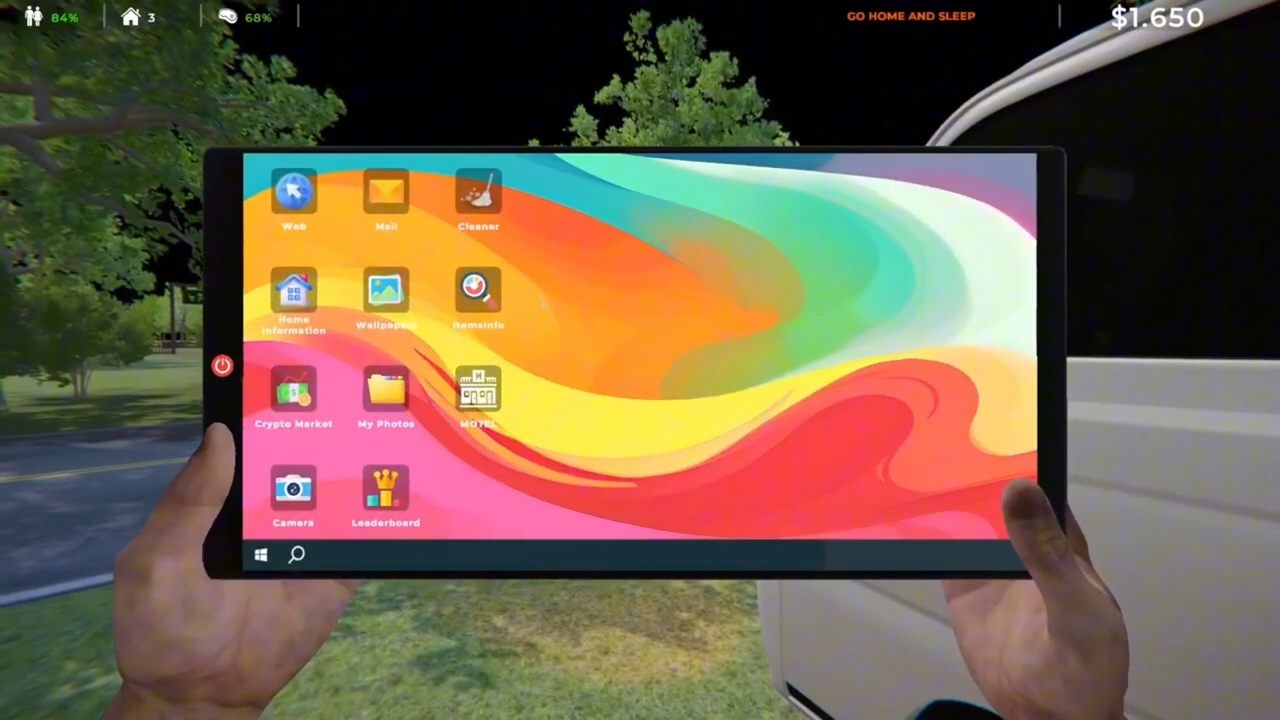 84%
3
68%
GO HOME AND SLEEP
$1.650
Web
Mail
Cleaner
Home
Information
Wallpapers
ItemsInfo
Crypto Market
My Photos
H
MOTEL
Camera
Leaderboard